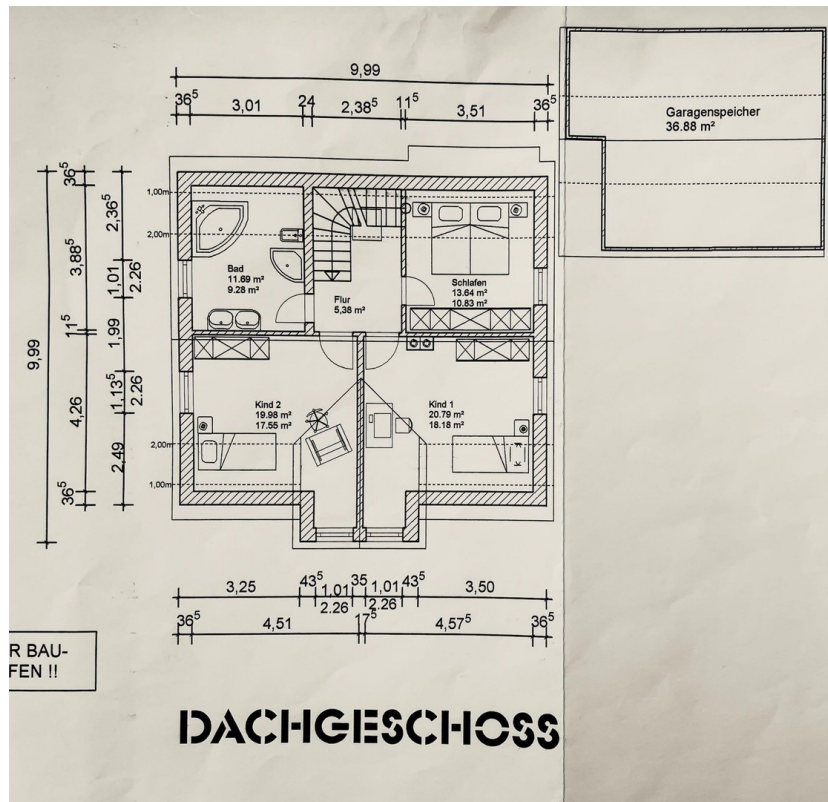 9,99
36⁵ 3,01 24 2,38⁵ 11⁵ 3,51 36⁵
Garagenspeicher
36.88 m²
9,99
36⁵ 3,88⁵ 11⁵ 4,26 36⁵
2,36⁵ 1,01 2.26 1,99 1,13⁵ 2.26 2,49
1,00m
2,00m
Bad
11.69 m²
9.28 m²
Flur
5,38 m²
Schlafen
13.64 m²
10.83 m²
Kind 2
19.98 m²
17.55 m²
Kind 1
20.79 m²
18.18 m²
2,00m
1,00m
3,25 43⁵ 1,01 35 1,01 43⁵ 3,50
2.26 2.26
36⁵ 4,51 17⁵ 4,57⁵ 36⁵
R BAU-
FEN !!
DACHGESCHOSS